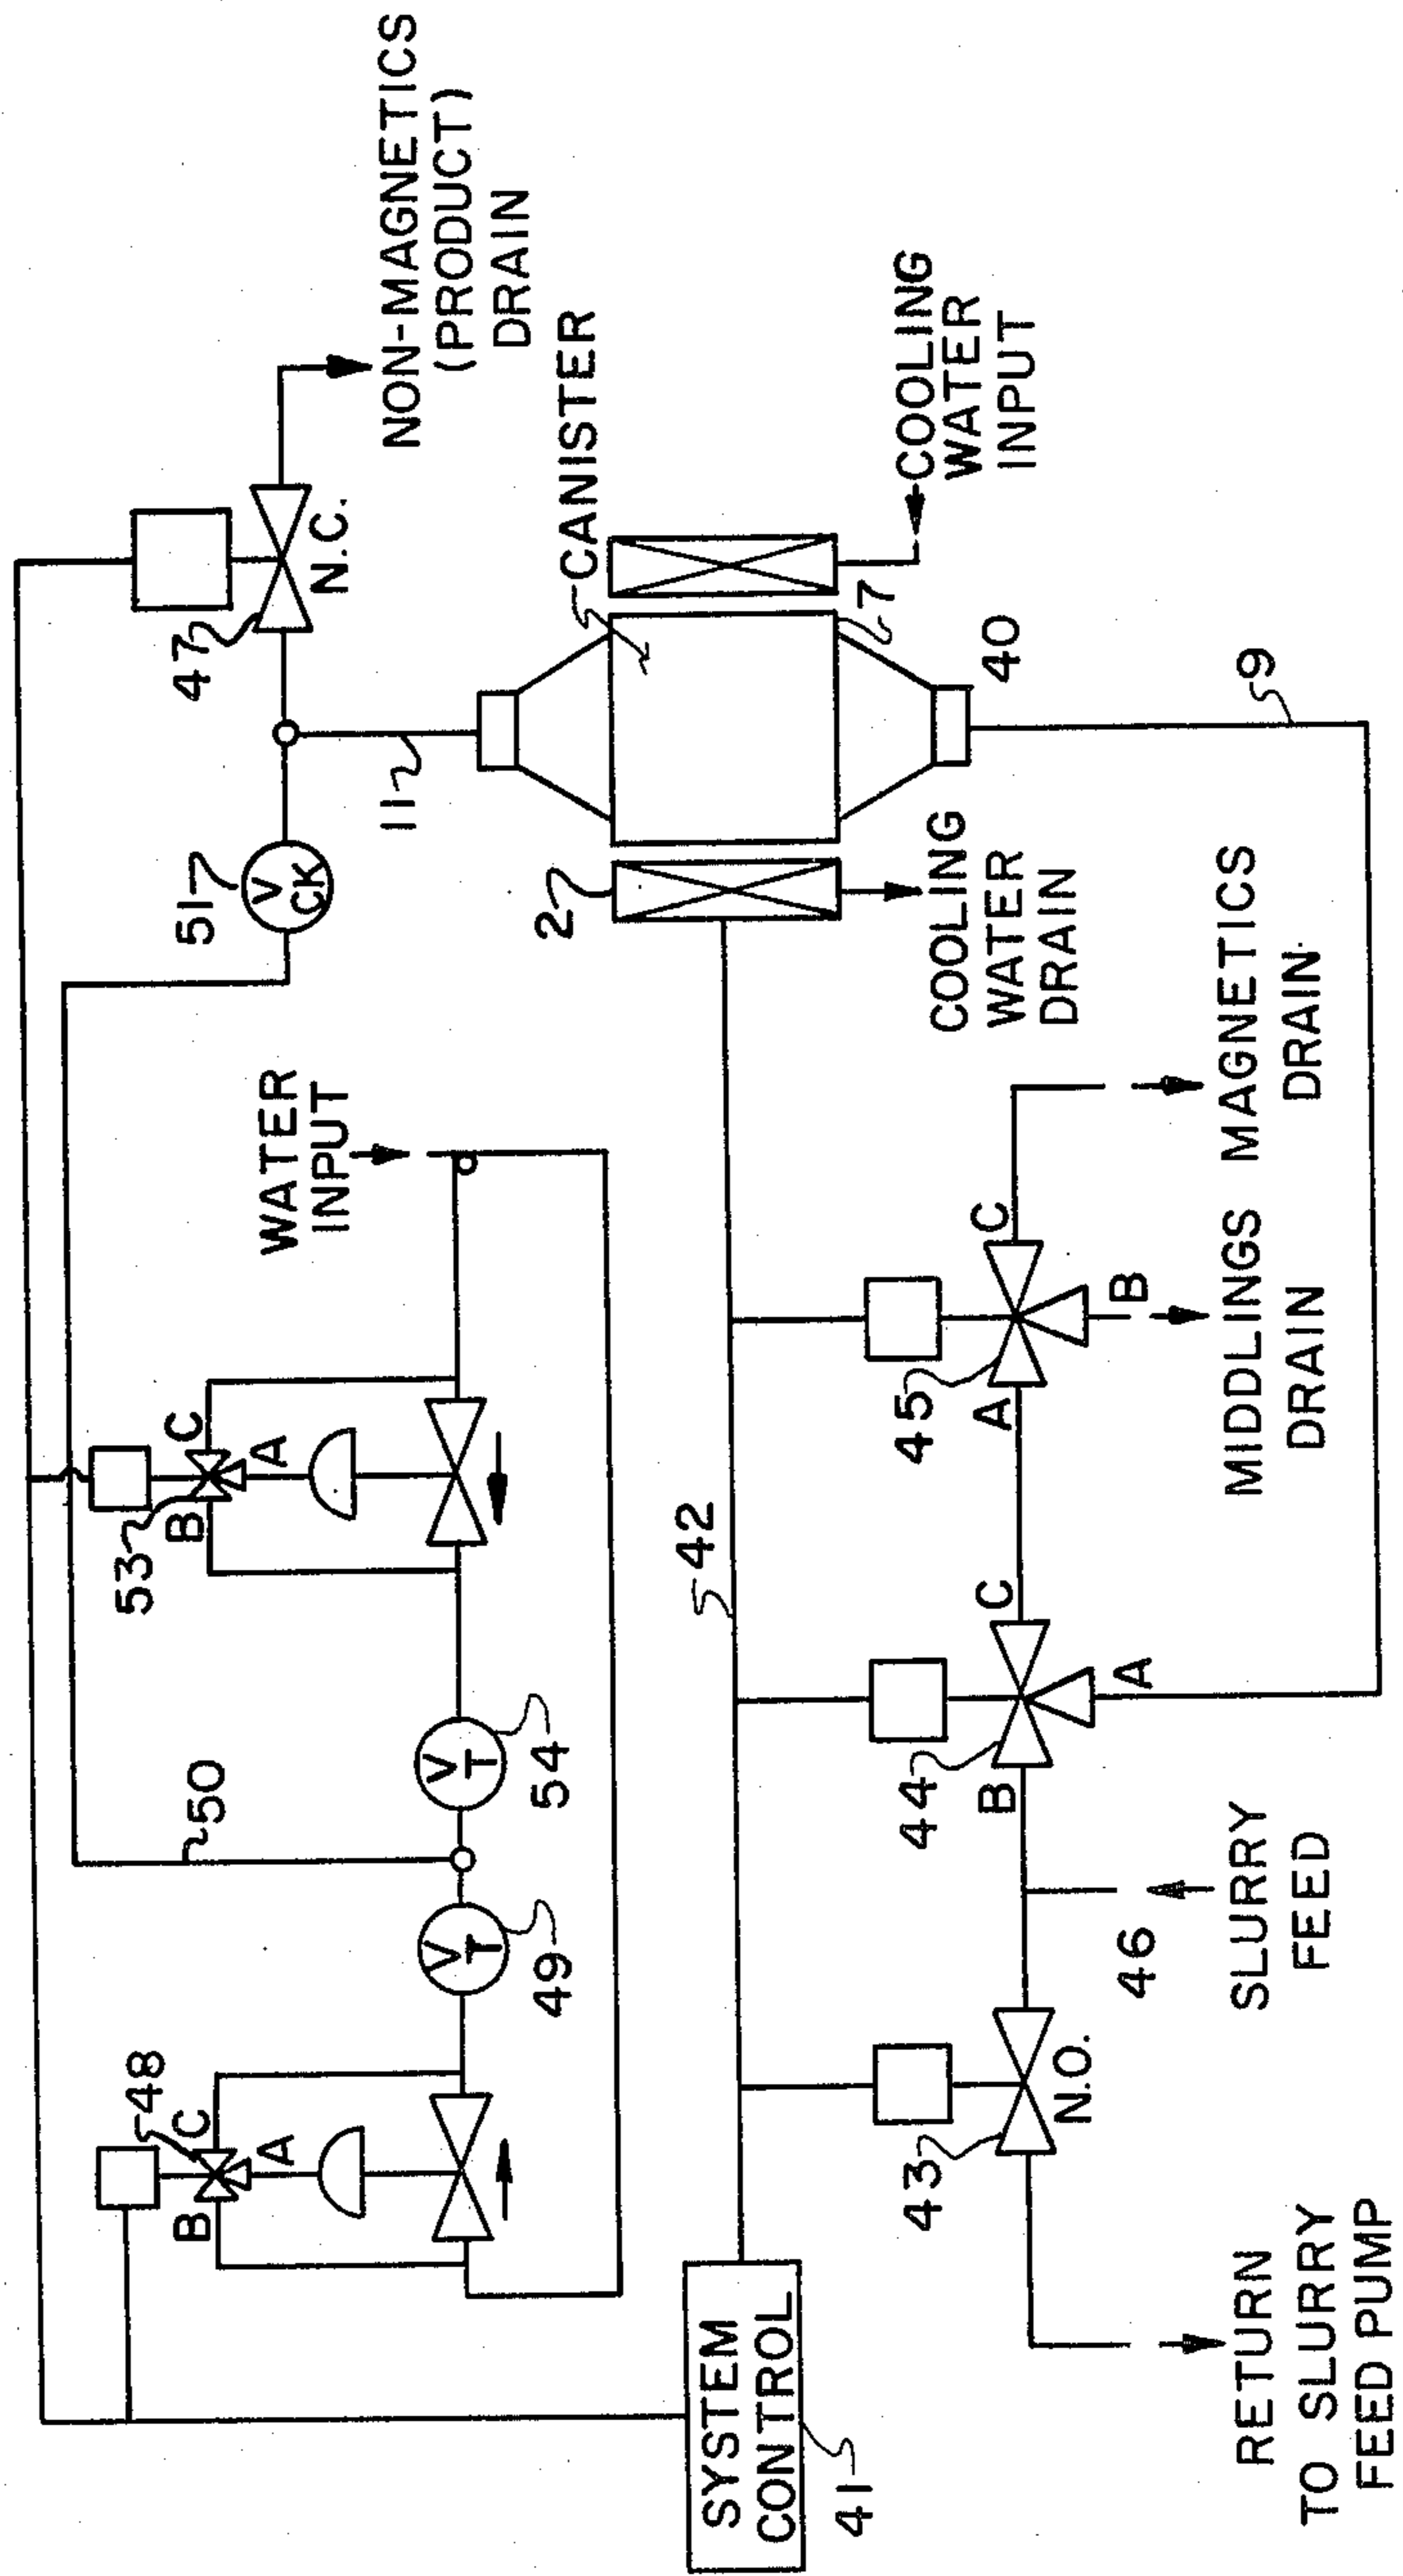 NON-MAGNETICS
(PRODUCT)
DRAIN
47
N.C.
51
V
CK
11
CANISTER
COOLING
WATER
INPUT
7
40
9
2
COOLING
WATER
DRAIN
WATER
INPUT
53
B
C
A
V
T
54
50
V
T
49
48
B
C
A
42
45
A
C
B
MAGNETICS
DRAIN
MIDDLINGS
DRAIN
44
B
C
A
46
SLURRY
FEED
43
N.O.
RETURN
TO SLURRY
FEED PUMP
SYSTEM
CONTROL
41